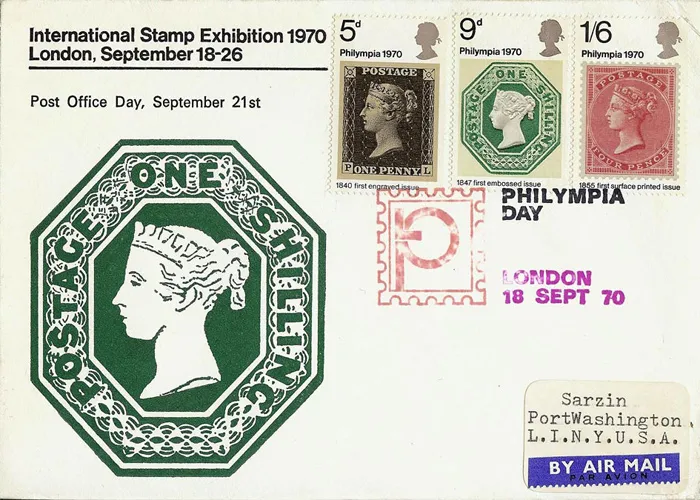 International Stamp Exhibition 1970
London, September 18-26
Post Office Day, September 21st
POSTAGE ONE SHILLING
5d
Philympia 1970
POSTAGE
P ONE PENNY L
1840 first engraved issue
9d
Philympia 1970
POSTAGE ONE SHILLING
1847 first embossed issue
1/6
Philympia 1970
POSTAGE
FOUR PENCE
1855 first surface printed issue
PHILYMPIA
DAY
LONDON
18 SEPT 70
Sarzin
PortWashington
L.I.N.Y.U.S.A.
BY AIR MAIL
PAR AVION